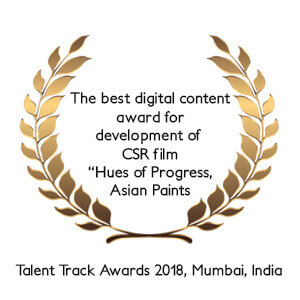 The best digital content
award for
development of
CSR film
“Hues of Progress,
Asian Paints
Talent Track Awards 2018, Mumbai, India